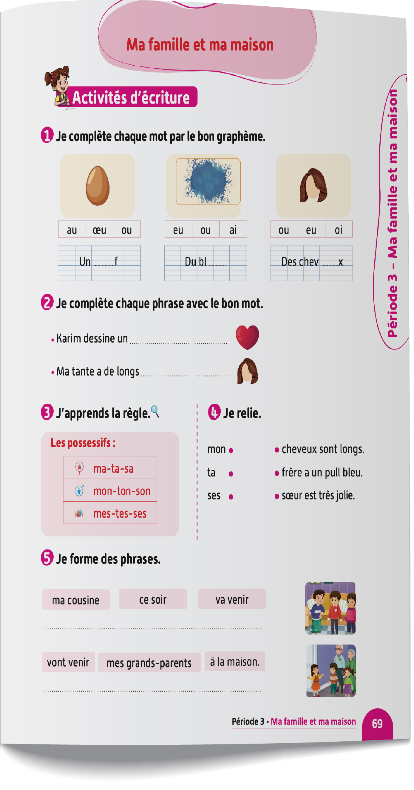 Ma famille et ma maison
Activités d'écriture
1 Je complète chaque mot par le bon graphème.
au œu ou
eu ou ai
ou eu oi
Un ......f
Du bl ......
Des chev......x
2 Je complète chaque phrase avec le bon mot.
• Karim dessine un ..............................
• Ma tante a de longs..............................
3 J'apprends la règle.
Les possessifs :
ma-ta-sa
mon-ton-son
mes-tes-ses
4 Je relie.
mon • • cheveux sont longs.
ta • • frère a un pull bleu.
ses • • sœur est très jolie.
5 Je forme des phrases.
ma cousine ce soir va venir
vont venir mes grands-parents à la maison.
Période 3 - Ma famille et ma maison 69
Période 3 – Ma famille et ma maison